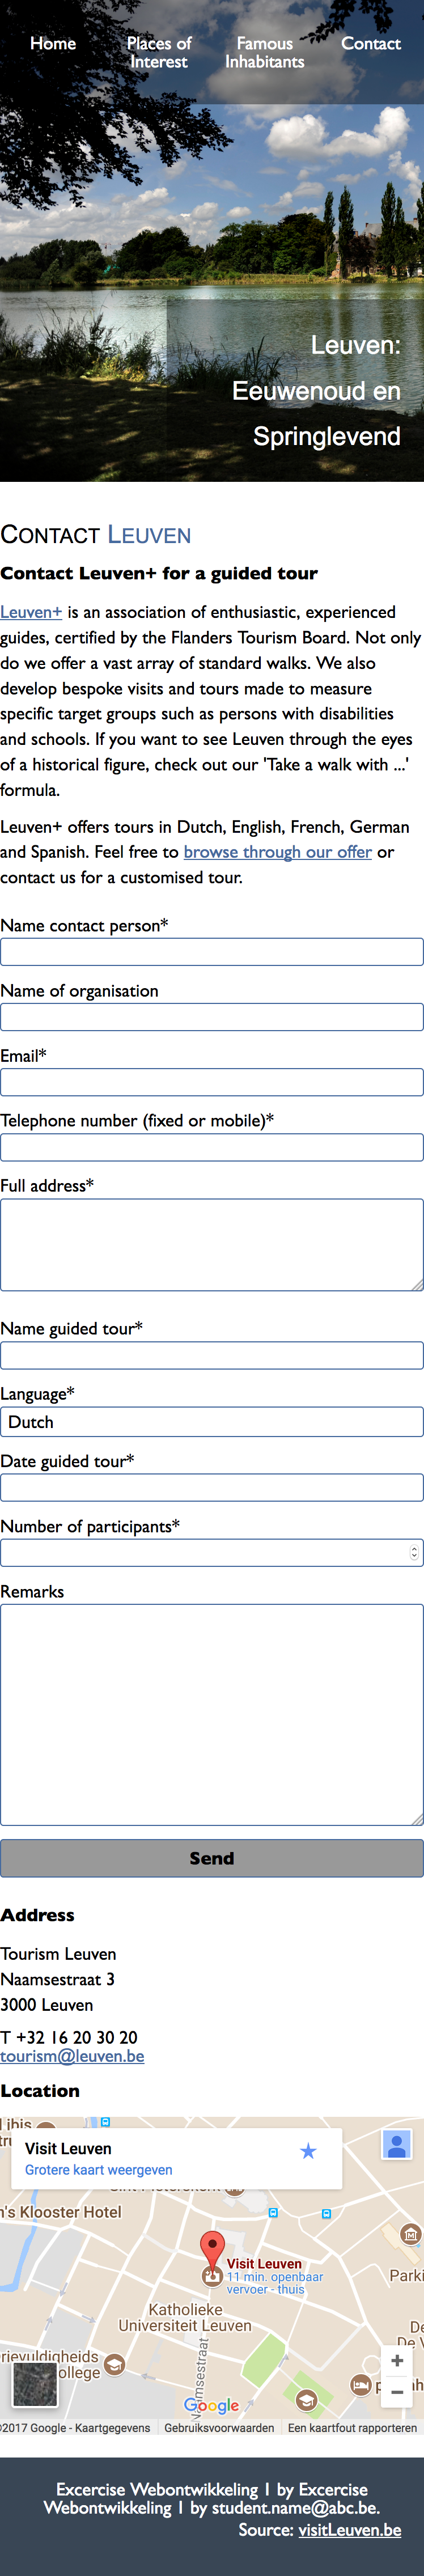 Home
Places of
Interest
Famous
Inhabitants
Contact
Leuven:
Eeuwenoud en
Springlevend
CONTACT LEUVEN
Contact Leuven+ for a guided tour
Leuven+ is an association of enthusiastic, experienced
guides, certified by the Flanders Tourism Board. Not only
do we offer a vast array of standard walks. We also
develop bespoke visits and tours made to measure
specific target groups such as persons with disabilities
and schools. If you want to see Leuven through the eyes
of a historical figure, check out our 'Take a walk with ...'
formula.
Leuven+ offers tours in Dutch, English, French, German
and Spanish. Feel free to browse through our offer or
contact us for a customised tour.
Name contact person*
Name of organisation
Email*
Telephone number (fixed or mobile)*
Full address*
Name guided tour*
Language*
Dutch
Date guided tour*
Number of participants*
Remarks
Send
Address
Tourism Leuven
Naamsestraat 3
3000 Leuven
T +32 16 20 30 20
tourism@leuven.be
Location
Visit Leuven
Grotere kaart weergeven
n's Klooster Hotel
Visit Leuven
11 min. openbaar
vervoer - thuis
Parki
Katholieke
Universiteit Leuven
De
De V
rievuldigheids
ollege
Google
©2017 Google - Kaartgegevens
Gebruiksvoorwaarden
Een kaartfout rapporteren
Excercise Webontwikkeling 1 by Excercise
Webontwikkeling 1 by student.name@abc.be.
Source: visitLeuven.be